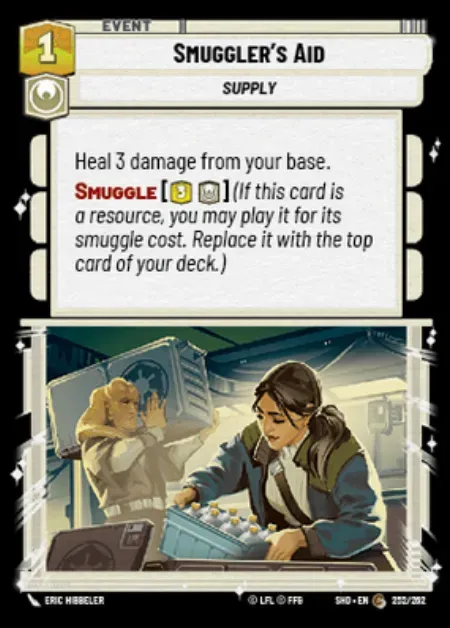 EVENT
1
SMUGGLER'S AID
SUPPLY
Heal 3 damage from your base.
SMUGGLE [3 ] (If this card is
a resource, you may play it for its
smuggle cost. Replace it with the top
card of your deck.)
ERIC HIBBELER
© LFL © FFG
SHD • EN
252/262